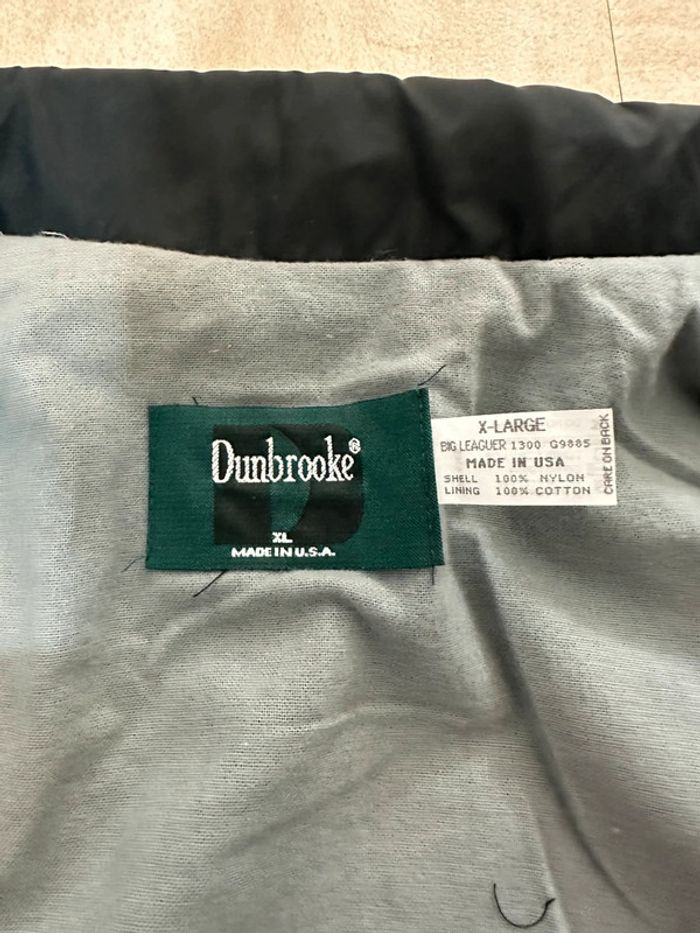 Dunbrooke®
XL
MADE IN U.S.A.
X-LARGE
BIG LEAGUER 1300 G9885
MADE IN USA
SHELL 100% NYLON
LINING 100% COTTON
CARE ON BACK